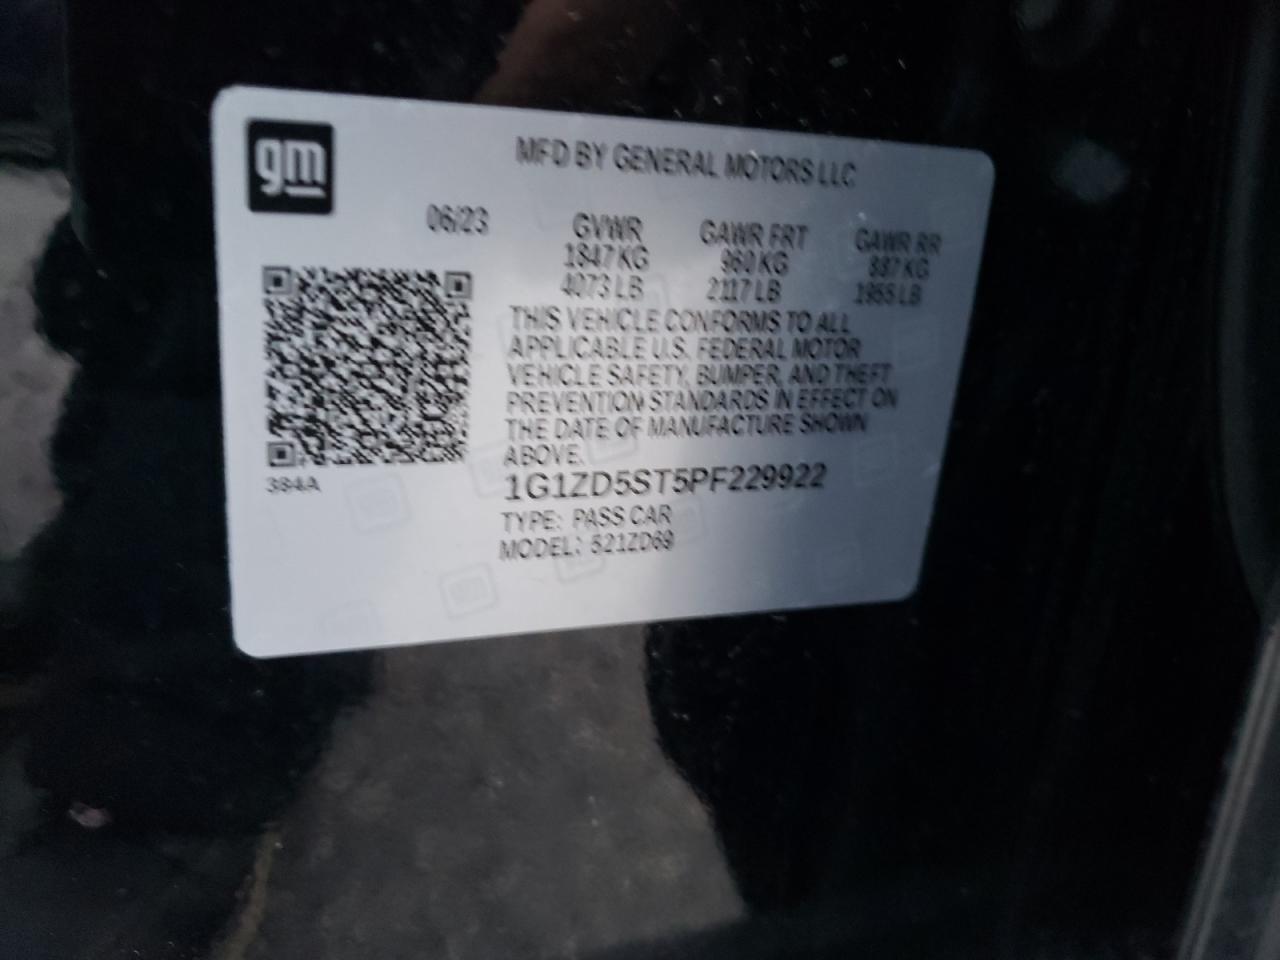 gm
MFD BY GENERAL MOTORS LLC
06/23 GVWR GAWR FRT GAWR RR
1847 KG 960 KG 887 KG
4073 LB 2117 LB 1955 LB
THIS VEHICLE CONFORMS TO ALL
APPLICABLE U.S. FEDERAL MOTOR
VEHICLE SAFETY, BUMPER, AND THEFT
PREVENTION STANDARDS IN EFFECT ON
THE DATE OF MANUFACTURE SHOWN
ABOVE.
384A
1G1ZD5ST5PF229922
TYPE: PASS CAR
MODEL: 521ZD69